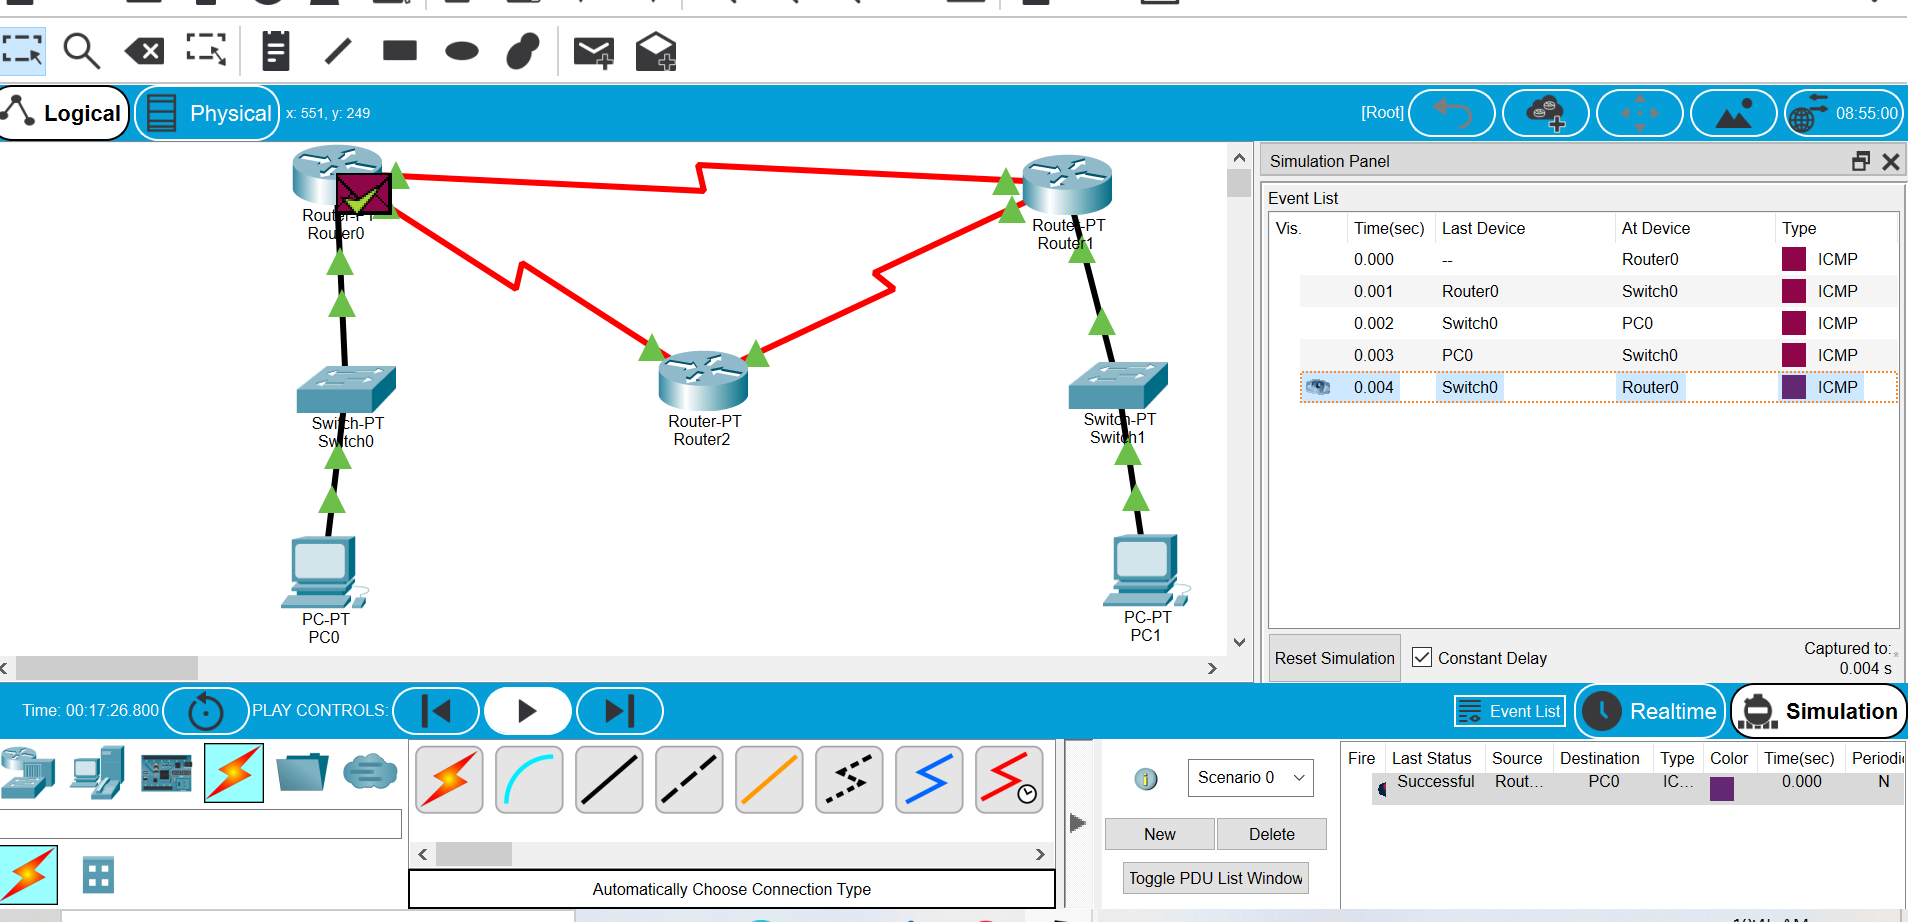 Logical
Physical
x: 551, y: 249
[Root]
08:55:00
Router-PT
Router0
Router-PT
Router1
Router-PT
Router2
Switch-PT
Switch0
Switch-PT
Switch1
PC-PT
PC0
PC-PT
PC1
Simulation Panel
Event List
Vis. Time(sec) Last Device At Device Type
0.000 -- Router0 ICMP
0.001 Router0 Switch0 ICMP
0.002 Switch0 PC0 ICMP
0.003 PC0 Switch0 ICMP
0.004 Switch0 Router0 ICMP
Reset Simulation
Constant Delay
Captured to:
0.004 s
Time: 00:17:26.800
PLAY CONTROLS:
Event List
Realtime
Simulation
Automatically Choose Connection Type
Scenario 0
New
Delete
Toggle PDU List Window
Fire Last Status Source Destination Type Color Time(sec) Periodi
Successful Rout... PC0 IC... 0.000 N